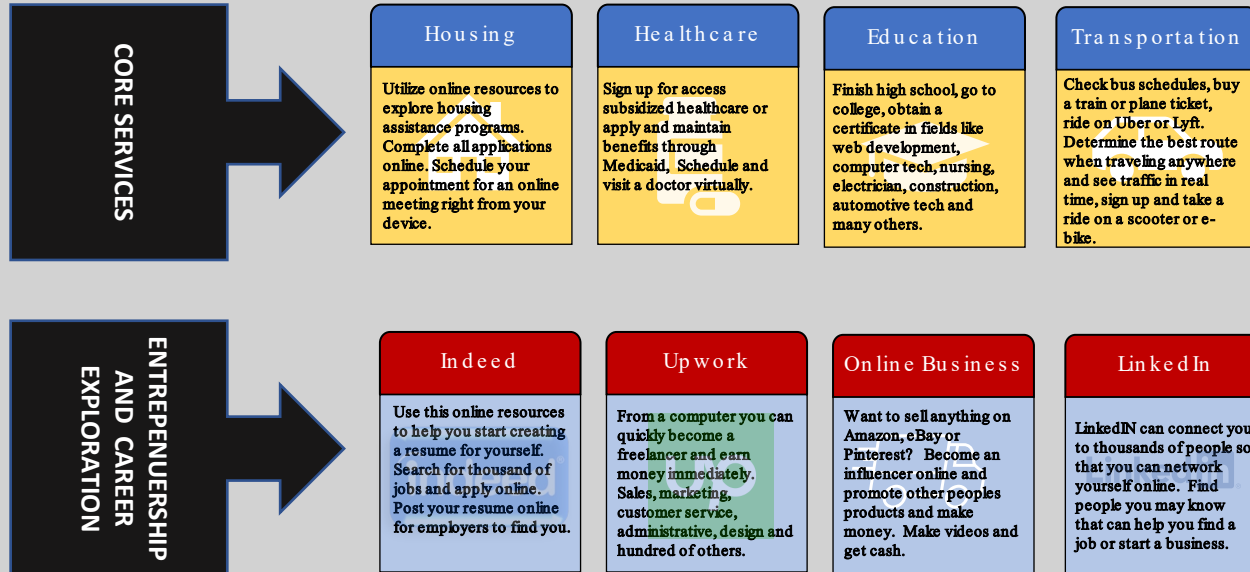 CORE SERVICES
Housing
Utilize online resources to
explore housing
assistance programs.
Complete all applications
online. Schedule your
appointment for an online
meeting right from your
device.
Healthcare
Sign up for access
subsidized healthcare or
apply and maintain
benefits through
Medicaid, Schedule and
visit a doctor virtually.
Education
Finish high school, go to
college, obtain a
certificate in fields like
web development,
computer tech, nursing,
electrician, construction,
automotive tech and
many others.
Transportation
Check bus schedules, buy
a train or plane ticket,
ride on Uber or Lyft.
Determine the best route
when traveling anywhere
and see traffic in real
time, sign up and take a
ride on a scooter or e-
bike.
ENTREPENUERSHIP
AND CAREER
EXPLORATION
Indeed
Use this online resources
to help you start creating
a resume for yourself.
Search for thousand of
jobs and apply online.
Post your resume online
for employers to find you.
indeed
Upwork
From a computer you can
quickly become a
freelancer and earn
money immediately.
Sales, marketing,
customer service,
administrative, design and
hundred of others.
up
Online Business
Want to sell anything on
Amazon, eBay or
Pinterest? Become an
influencer online and
promote other peoples
products and make
money. Make videos and
get cash.
LinkedIn
LinkedIN can connect you
to thousands of people so
that you can network
yourself online. Find
people you may know
that can help you find a
job or start a business.
LinkedIn